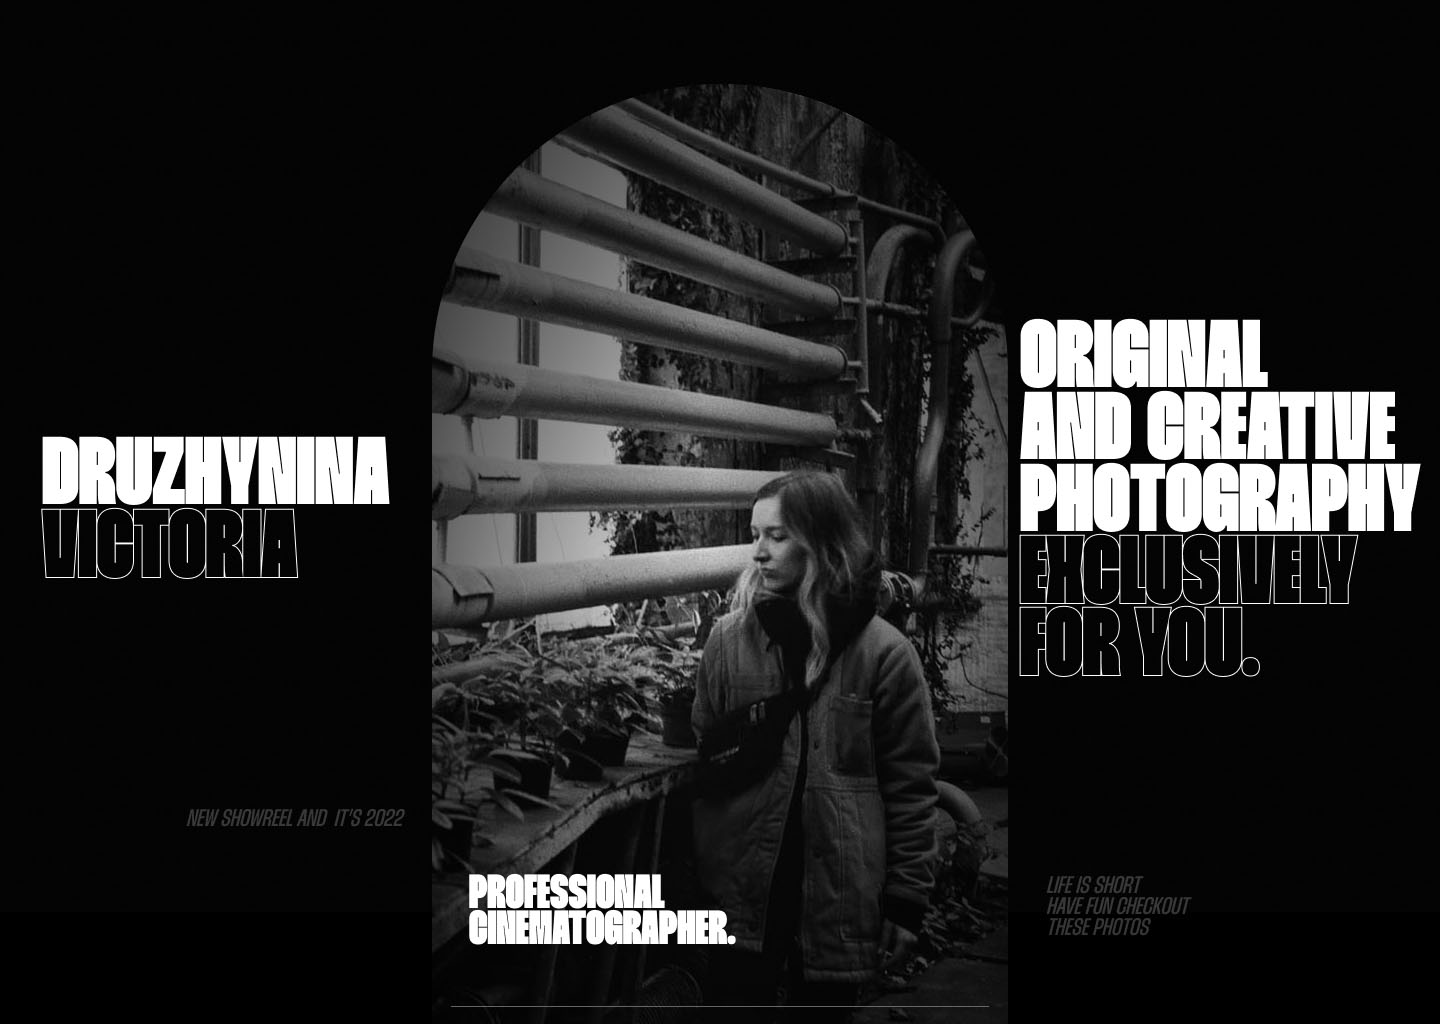 DRUZHYNINA
VICTORIA
NEW SHOWREEL AND IT'S 2022
PROFESSIONAL
CINEMATOGRAPHER.
ORIGINAL
AND CREATIVE
PHOTOGRAPHY
EXCLUSIVELY
FOR YOU.
LIFE IS SHORT
HAVE FUN CHECKOUT
THESE PHOTOS